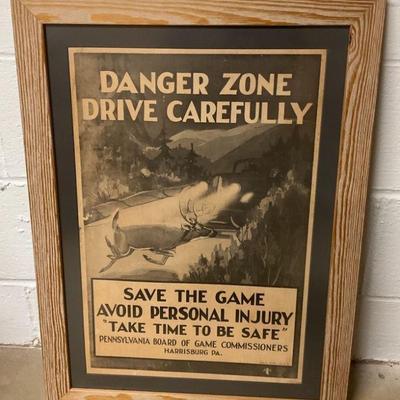 DANGER ZONE
DRIVE CAREFULLY
SAVE THE GAME
AVOID PERSONAL INJURY
"TAKE TIME TO BE SAFE"
PENNSYLVANIA BOARD OF GAME COMMISSIONERS
HARRISBURG PA.